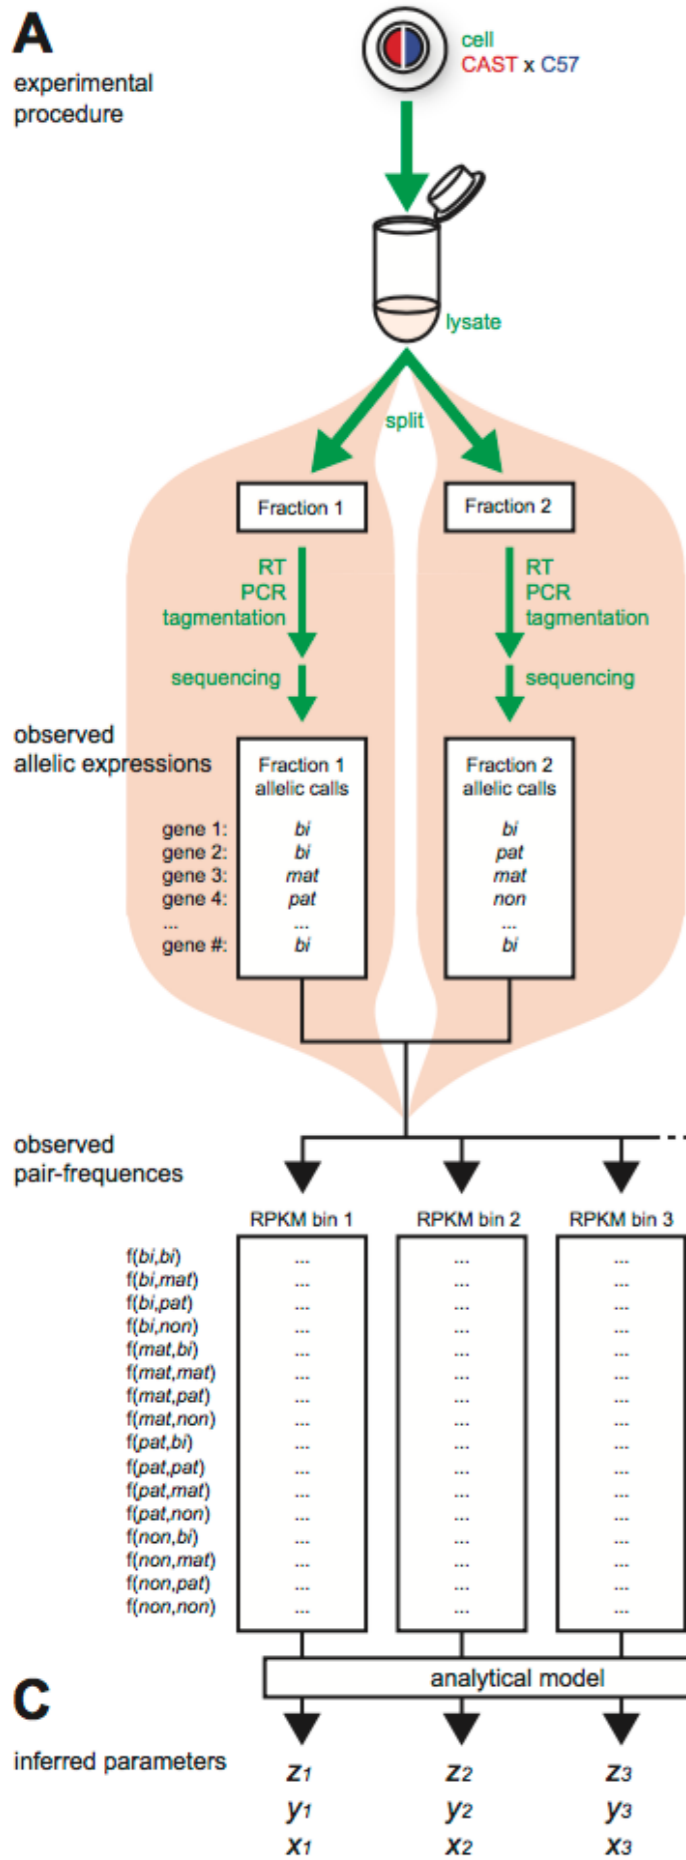 A
experimental
procedure
cell
CAST x C57
lysate
split
Fraction 1
Fraction 2
RT
PCR
tagmentation
RT
PCR
tagmentation
sequencing
sequencing
observed
allelic expressions
Fraction 1
allelic calls
Fraction 2
allelic calls
gene 1: bi bi
gene 2: bi pat
gene 3: mat mat
gene 4: pat non
... ... ...
gene #: bi bi
observed
pair-frequences
RPKM bin 1 RPKM bin 2 RPKM bin 3
f(bi,bi) ... ... ...
f(bi,mat) ... ... ...
f(bi,pat) ... ... ...
f(bi,non) ... ... ...
f(mat,bi) ... ... ...
f(mat,mat) ... ... ...
f(mat,pat) ... ... ...
f(mat,non) ... ... ...
f(pat,bi) ... ... ...
f(pat,pat) ... ... ...
f(pat,mat) ... ... ...
f(pat,non) ... ... ...
f(non,bi) ... ... ...
f(non,mat) ... ... ...
f(non,pat) ... ... ...
f(non,non) ... ... ...
analytical model
C
inferred parameters
z1 z2 z3
y1 y2 y3
x1 x2 x3